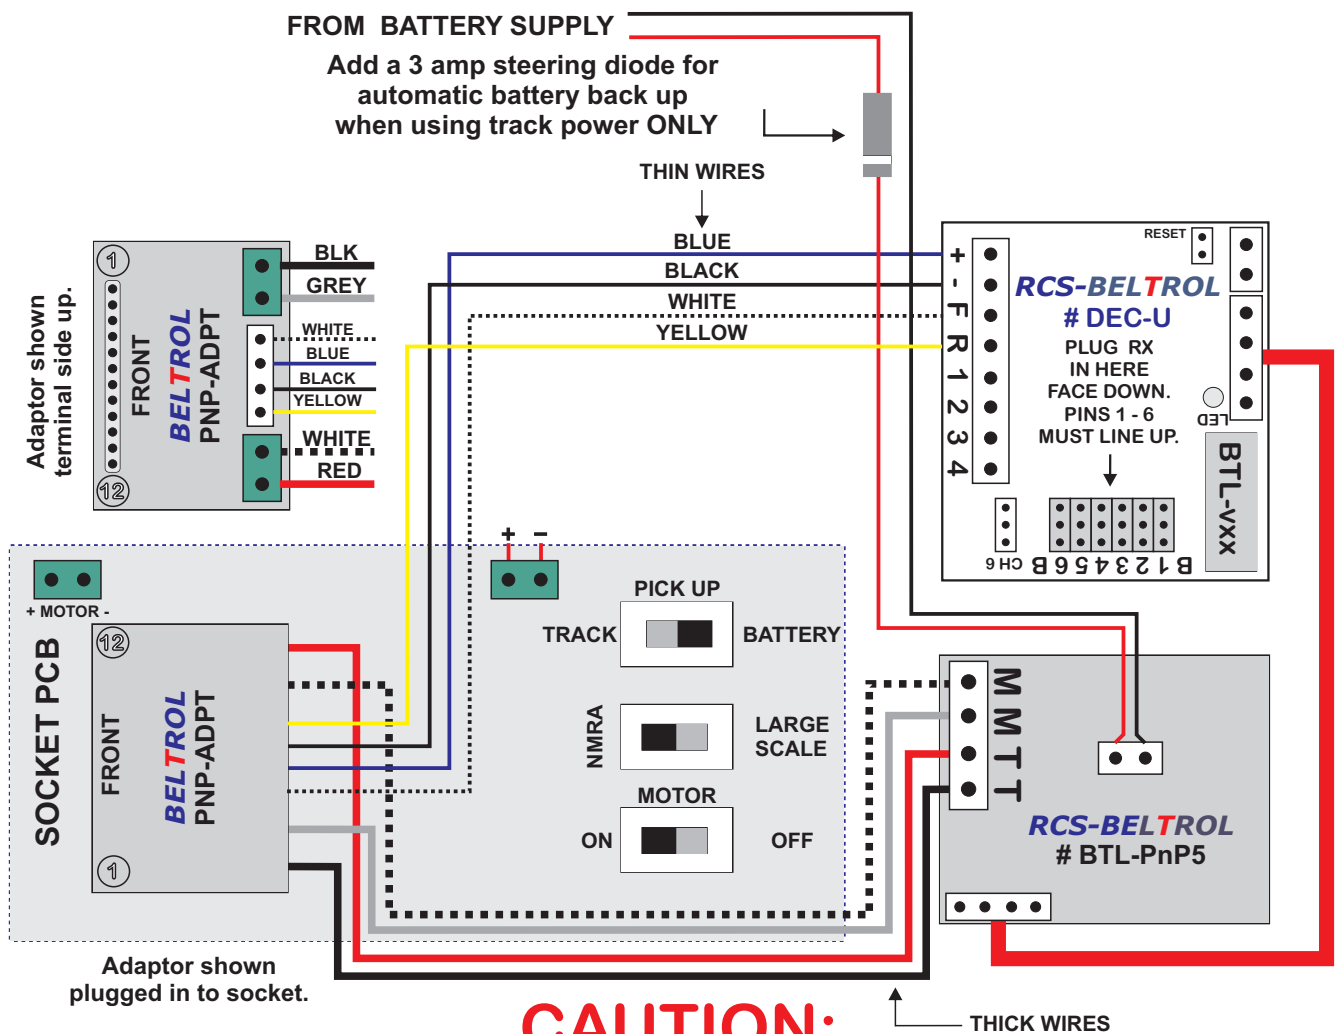 FROM BATTERY SUPPLY
Add a 3 amp steering diode for
automatic battery back up
when using track power ONLY
THIN WIRES
BLUE
BLACK
WHITE
YELLOW
Adaptor shown
terminal side up.
1
12
FRONT
BELTROL
PNP-ADPT
BLK
GREY
WHITE
BLUE
BLACK
YELLOW
WHITE
RED
RESET
+
-
F
R
1
2
3
4
RCS-BELTROL
# DEC-U
PLUG RX
IN HERE
FACE DOWN.
PINS 1 - 6
MUST LINE UP.
LED
BTL-vxx
CH 6
B 1 2 3 4 5 6 B
+ MOTOR -
SOCKET PCB
12
1
FRONT
BELTROL
PNP-ADPT
+ -
PICK UP
TRACK BATTERY
NMRA
LARGE
SCALE
MOTOR
ON OFF
M
M
T
T
RCS-BELTROL
# BTL-PnP5
Adaptor shown
plugged in to socket.
CAUTION:
THICK WIRES